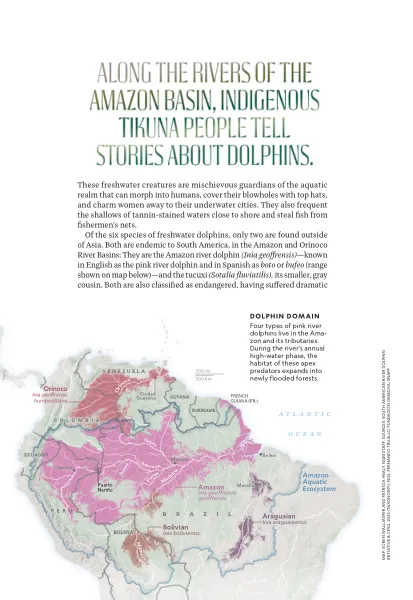 ALONG THE RIVERS OF THE
AMAZON BASIN, INDIGENOUS
TIKUNA PEOPLE TELL
STORIES ABOUT DOLPHINS.
These freshwater creatures are mischievous guardians of the aquatic
realm that can morph into humans, cover their blowholes with top hats,
and charm women away to their underwater cities. They also frequent
the shallows of tannin-stained waters close to shore and steal fish from
fishermen's nets.
Of the six species of freshwater dolphins, only two are found outside
of Asia. Both are endemic to South America, in the Amazon and Orinoco
River Basins: They are the Amazon river dolphin (Inia geoffrensis)—known
in English as the pink river dolphin and in Spanish as boto or bufeo (range
shown on map below)—and the tucuxi (Sotalia fluviatilis), its smaller, gray
cousin. Both are also classified as endangered, having suffered dramatic
DOLPHIN DOMAIN
Four types of pink river
dolphins live in the Ama-
zon and its tributaries.
During the river's annual
high-water phase, the
habitat of these apex
predators expands into
newly flooded forests.
VENEZUELA
Orinoco
Inia geoffrensis
humboldtiana
Orinoco
Ciudad
Guayana
GUYANA
SURINAME
FRENCH
GUIANA (FR.)
COLOMBIA
ATLANTIC
OCEAN
ECUADOR
Belém
Amazon
Puerto
Nariño
Amazon
Inia geoffrensis
geoffrensis
Amazon
Aquatic
Ecosystem
PERU
BRAZIL
Araguaian
Inia araguaiaensis
BOLIVIA
Bolivian
Inia boliviensis